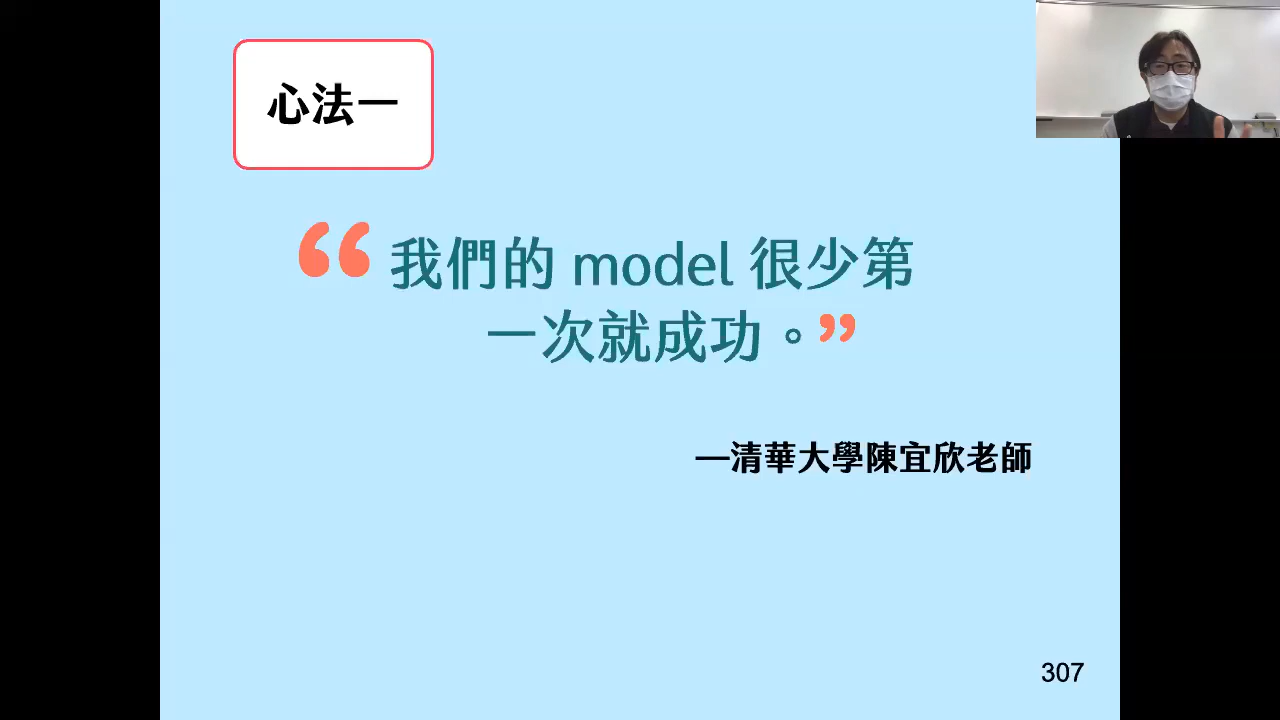 心法一
“我們的 model 很少第
一次就成功。”
—清華大學陳宜欣老師
307